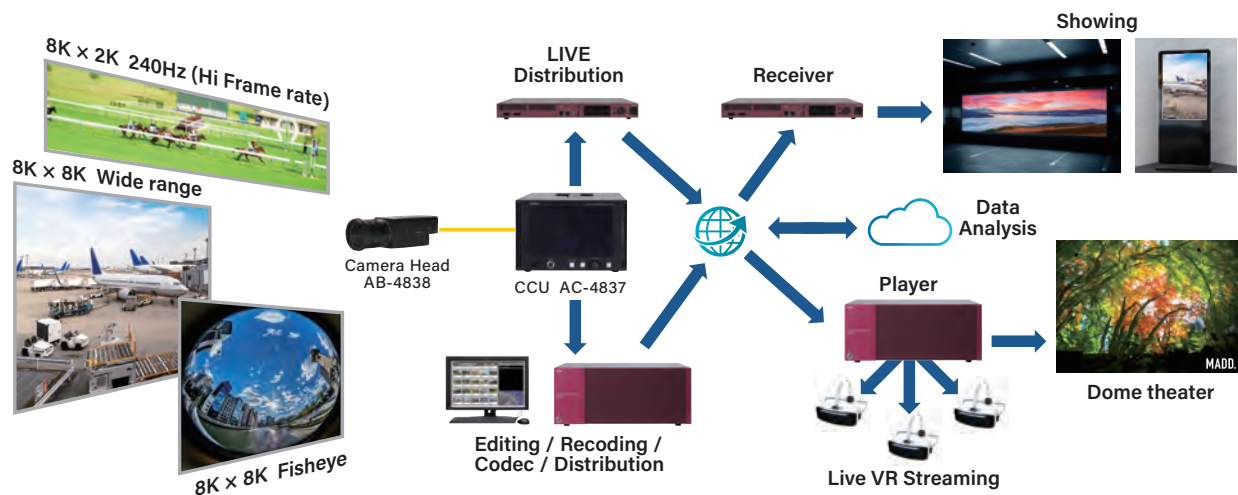 8K × 2K 240Hz (Hi Frame rate)
8K × 8K Wide range
8K × 8K Fisheye
Camera Head
AB-4838
LIVE
Distribution
CCU AC-4837
Editing / Recoding /
Codec / Distribution
Receiver
Showing
Data
Analysis
Player
Live VR Streaming
MADD.
Dome theater